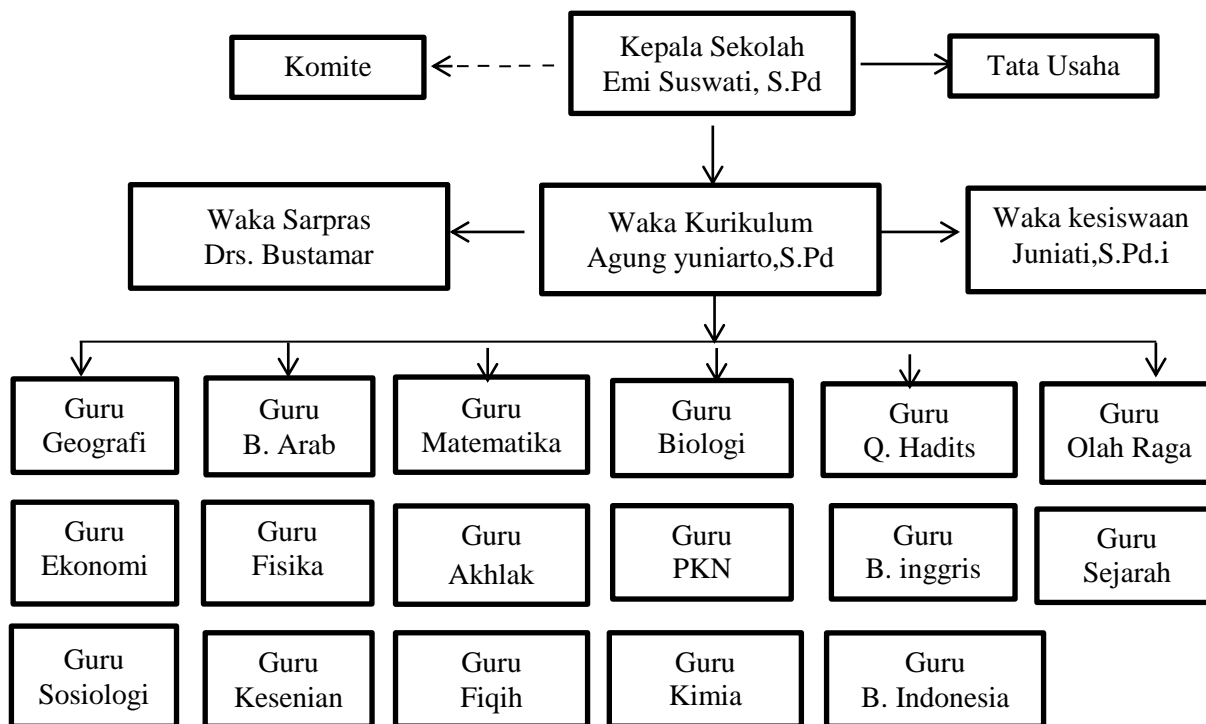 Komite
Kepala Sekolah
Emi Suswati, S.Pd
Tata Usaha
Waka Sarpras
Drs. Bustamar
Waka Kurikulum
Agung yuniarto,S.Pd
Waka kesiswaan
Juniati,S.Pd.i
Guru
Geografi
Guru
B. Arab
Guru
Matematika
Guru
Biologi
Guru
Q. Hadits
Guru
Olah Raga
Guru
Ekonomi
Guru
Fisika
Guru
Akhlak
Guru
PKN
Guru
B. inggris
Guru
Sejarah
Guru
Sosiologi
Guru
Kesenian
Guru
Fiqih
Guru
Kimia
Guru
B. Indonesia